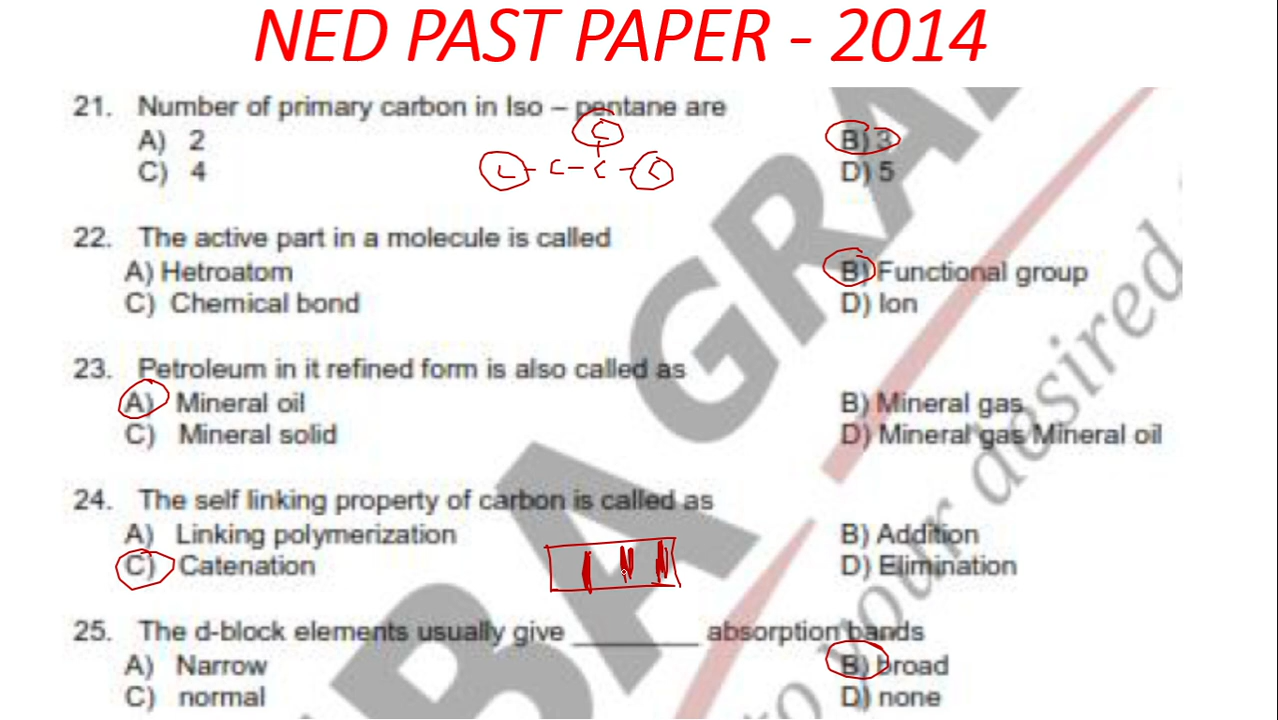 NED PAST PAPER - 2014
21. Number of primary carbon in Iso – pentane are
A) 2 B) 3
C) 4 D) 5
C
C - C - C - C
22. The active part in a molecule is called
A) Hetroatom B) Functional group
C) Chemical bond D) Ion
23. Petroleum in it refined form is also called as
A) Mineral oil B) Mineral gas
C) Mineral solid D) Mineral gas Mineral oil
24. The self linking property of carbon is called as
A) Linking polymerization B) Addition
C) Catenation D) Elimination
25. The d-block elements usually give ________ absorption bands
A) Narrow B) broad
C) normal D) none
to your desired